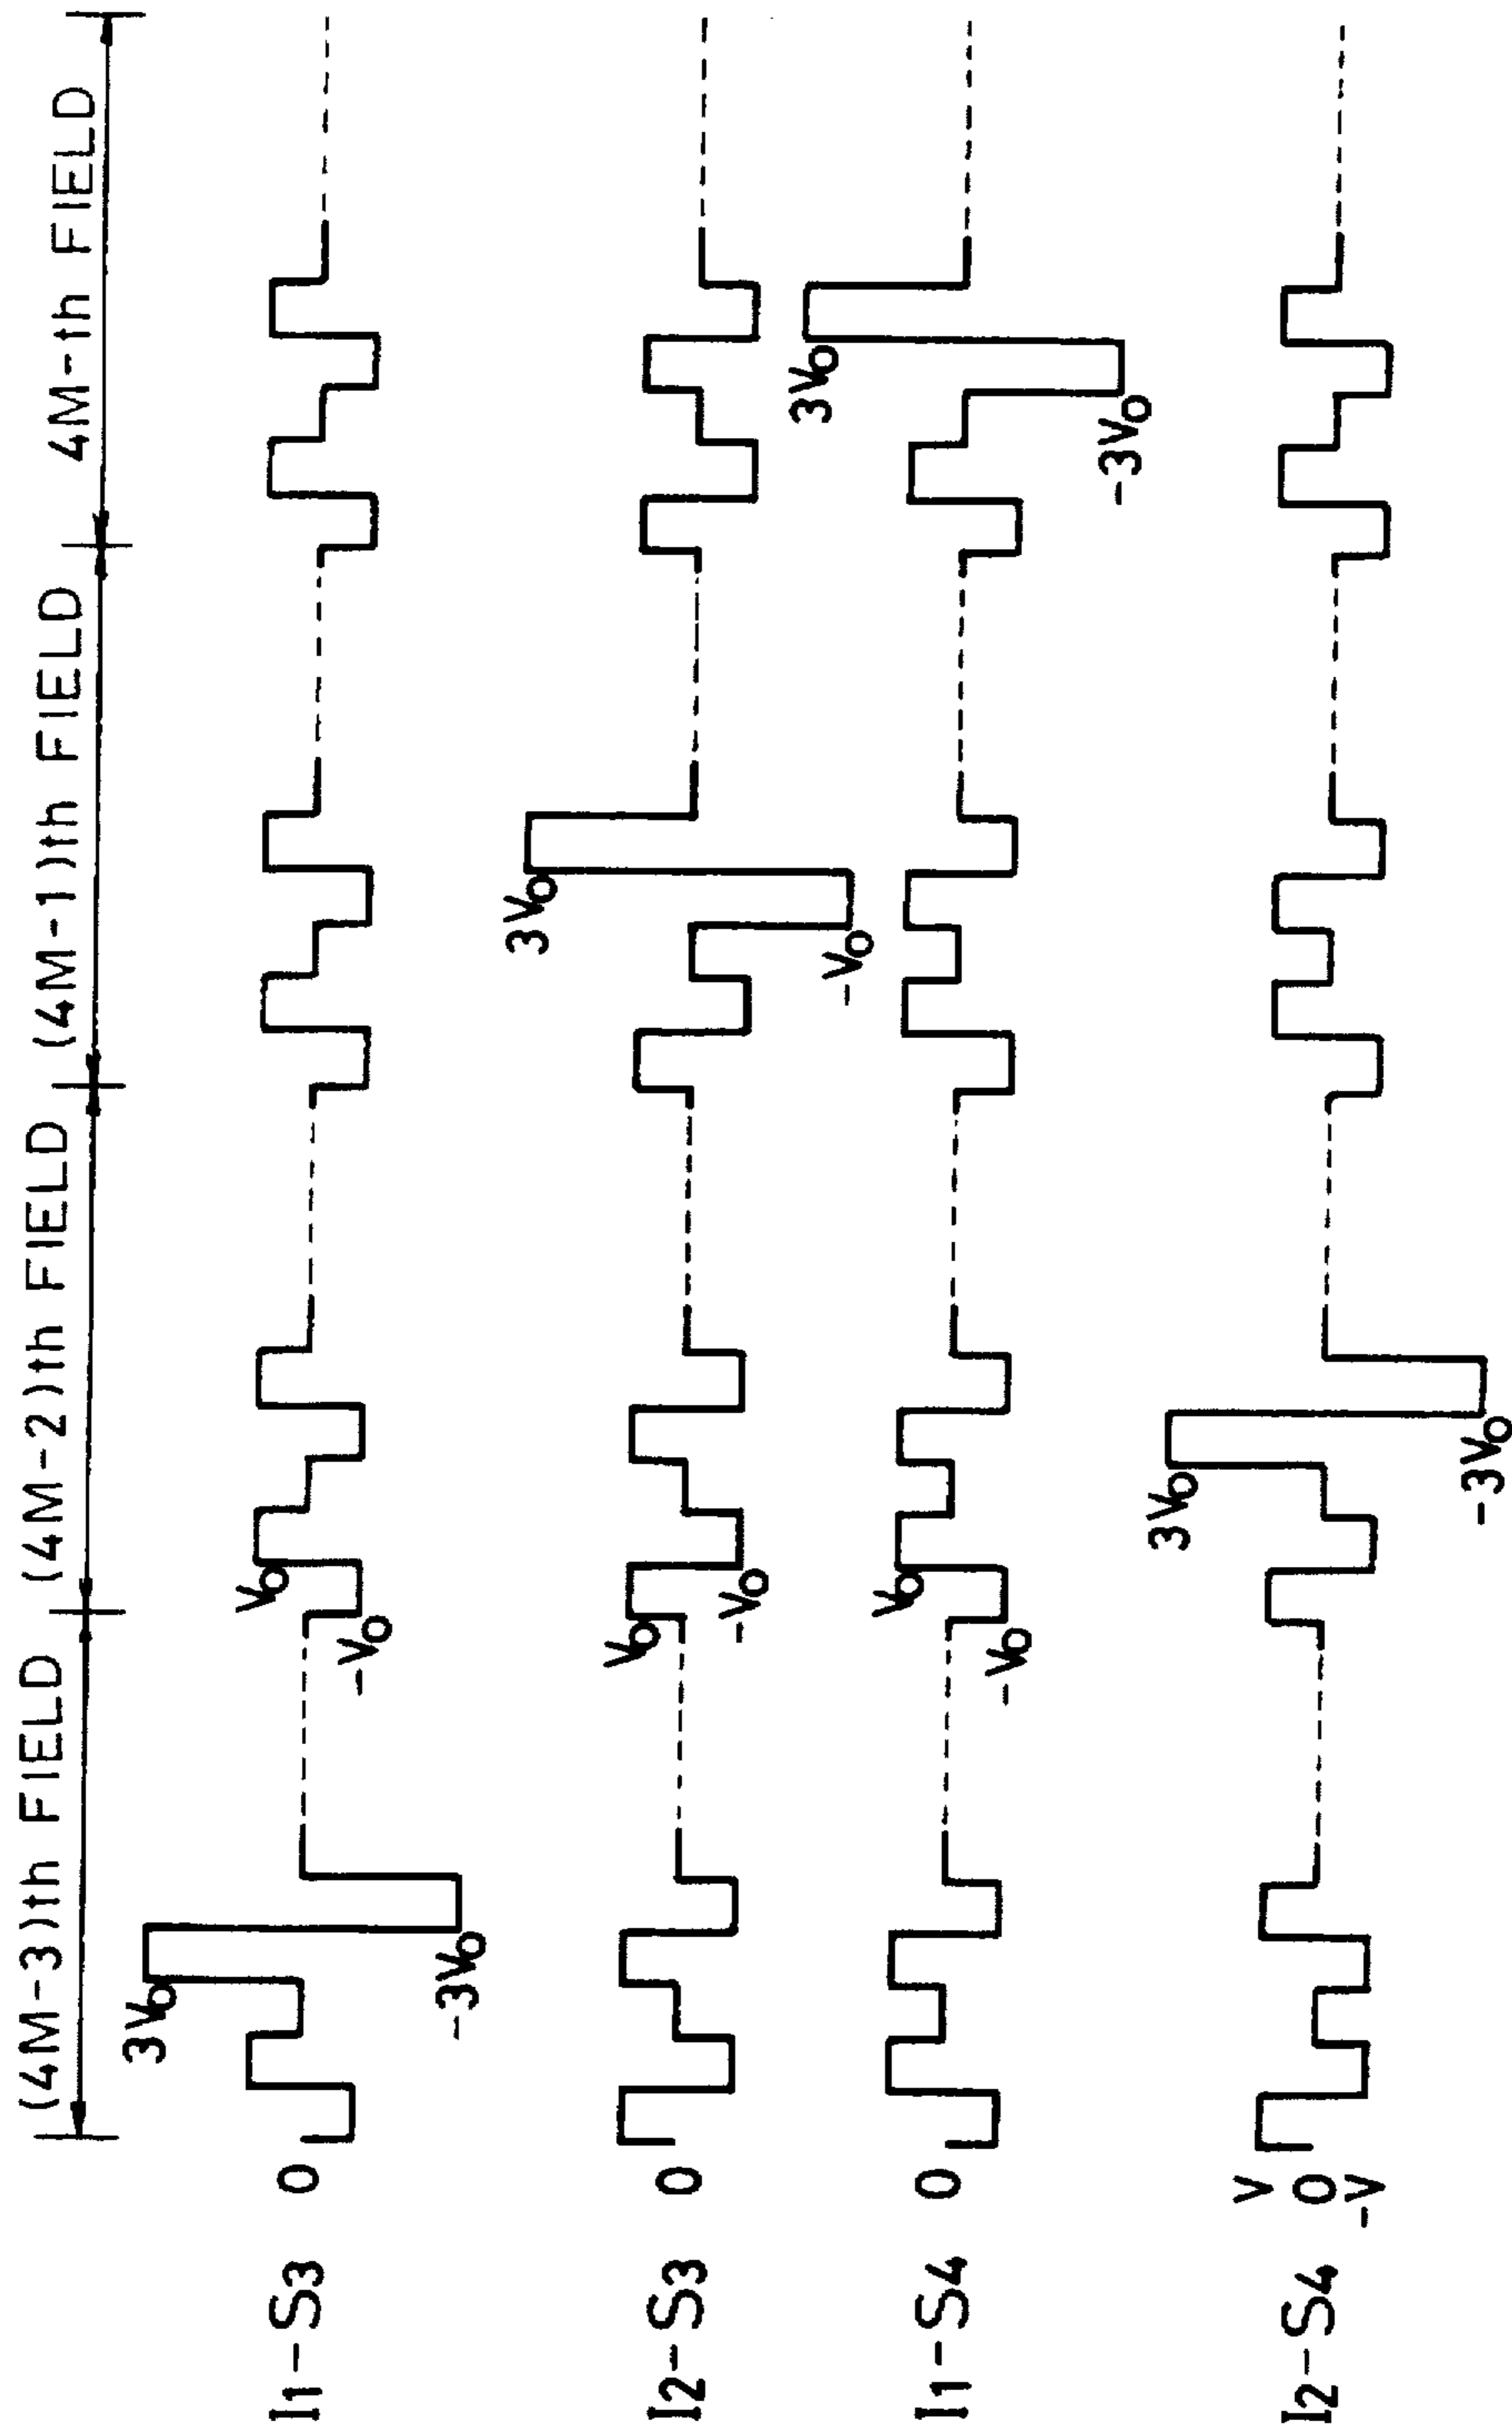 (4M-3)th FIELD (4M-2)th FIELD (4M-1)th FIELD 4M-th FIELD
I1-S3 0 3V0 -3V0 V0 -V0
I2-S3 0 V0 -V0 3V0 -V0
I1-S4 0 V0 -V0 3V0 -3V0
I2-S4 V 0 -V 3V0 -3V0